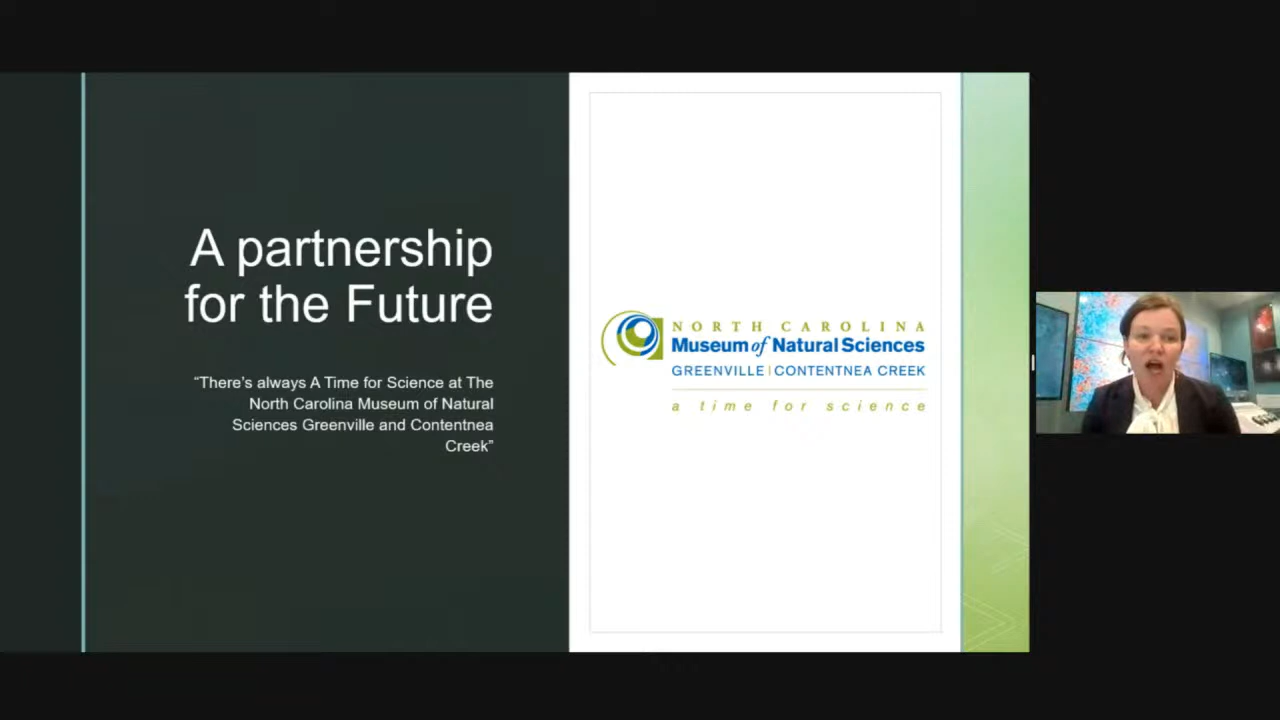 A partnership
for the Future
“There’s always A Time for Science at The
North Carolina Museum of Natural
Sciences Greenville and Contentnea
Creek”
NORTH CAROLINA
Museum of Natural Sciences
GREENVILLE | CONTENTNEA CREEK
a time for science